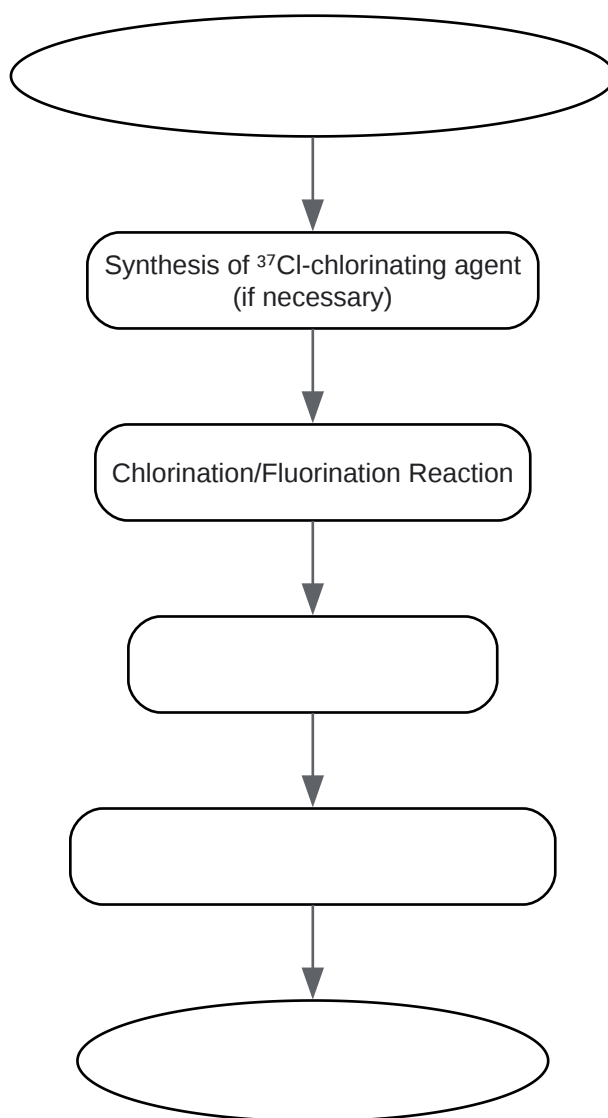 Synthesis of ³⁷Cl-chlorinating agent
(if necessary)
Chlorination/Fluorination Reaction